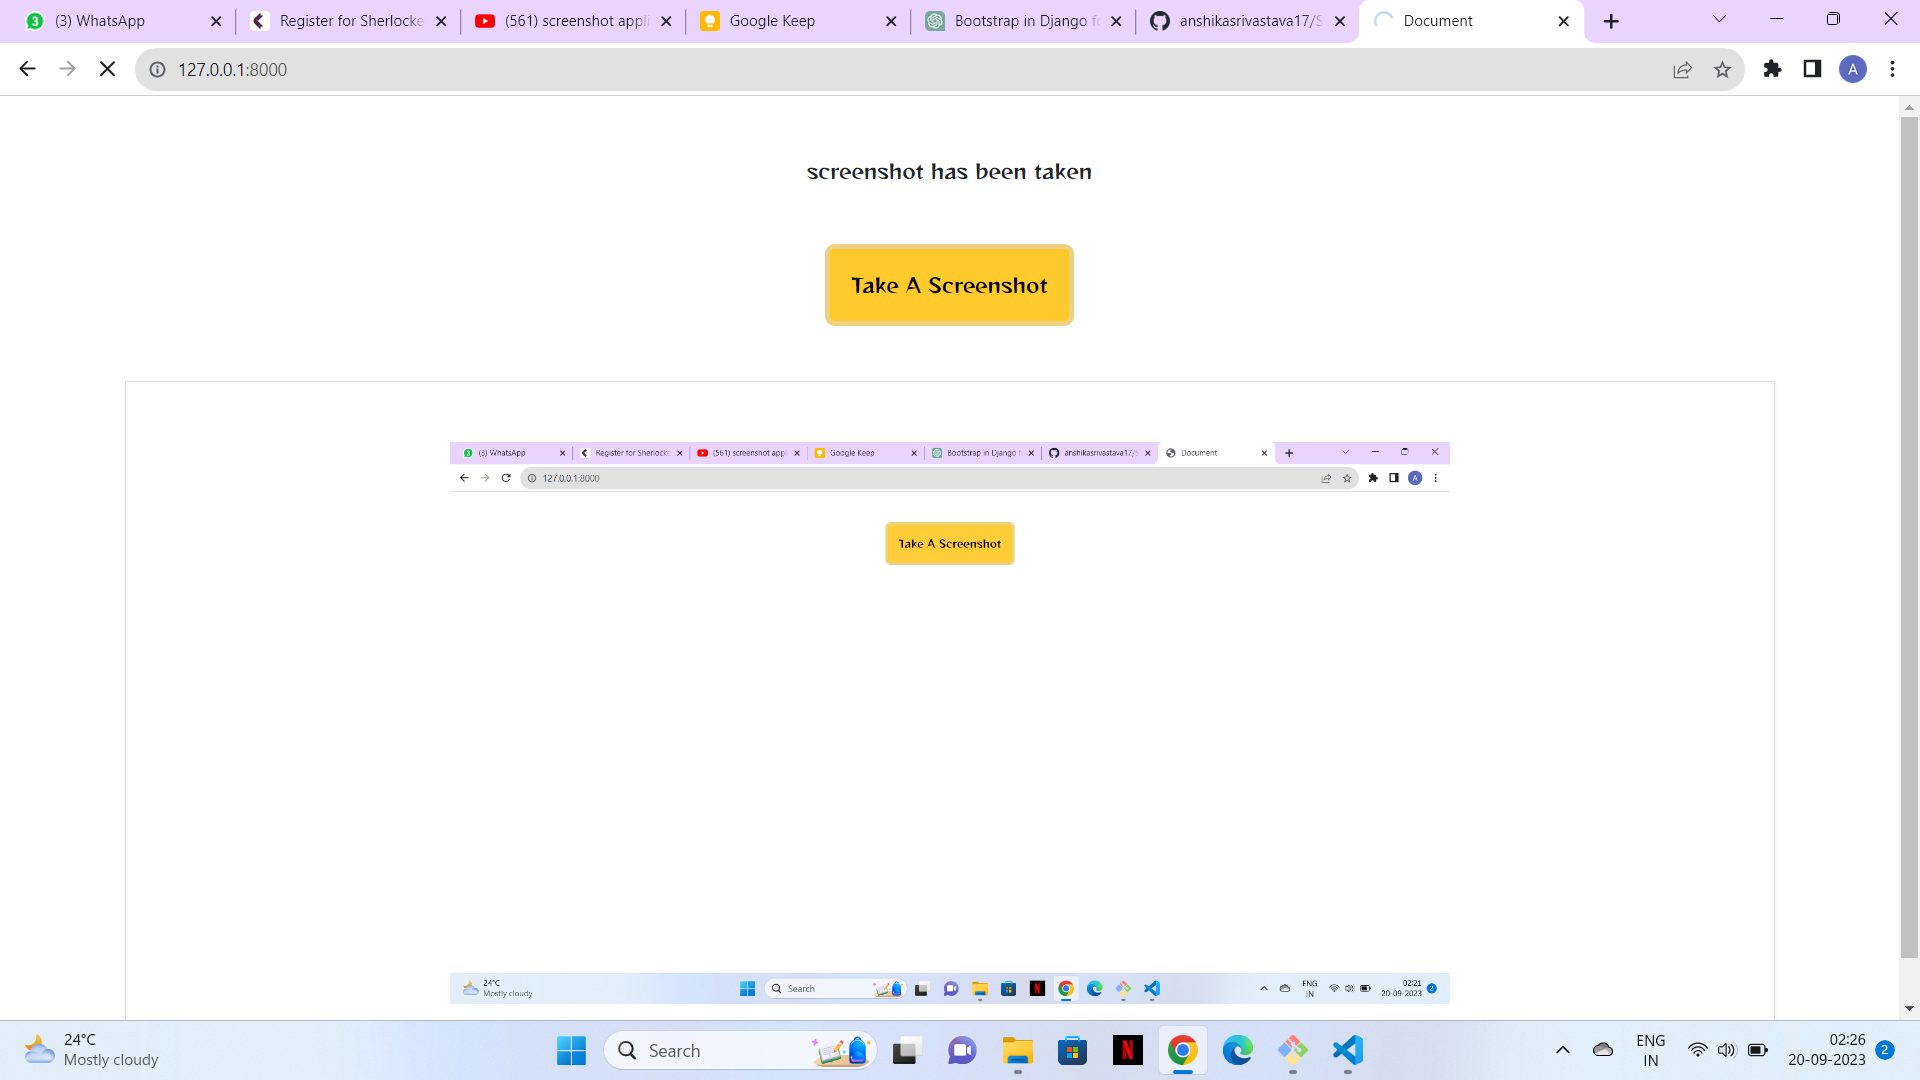 (3) WhatsApp
Register for Sherlocke
(561) screenshot appli
Google Keep
Bootstrap in Django fo
anshikasrivastava17/S
Document
127.0.0.1:8000
A
screenshot has been taken
Take A Screenshot
(3) WhatsApp
Register for Sherlocke
(561) screenshot appl
Google Keep
Bootstrap in Django f
anshikasrivastava17/S
Document
127.0.0.1:8000
A
Take A Screenshot
24°C
Mostly cloudy
Search
ENG
IN
02:21
20-09-2023
2
24°C
Mostly cloudy
Search
ENG
IN
02:26
20-09-2023
2